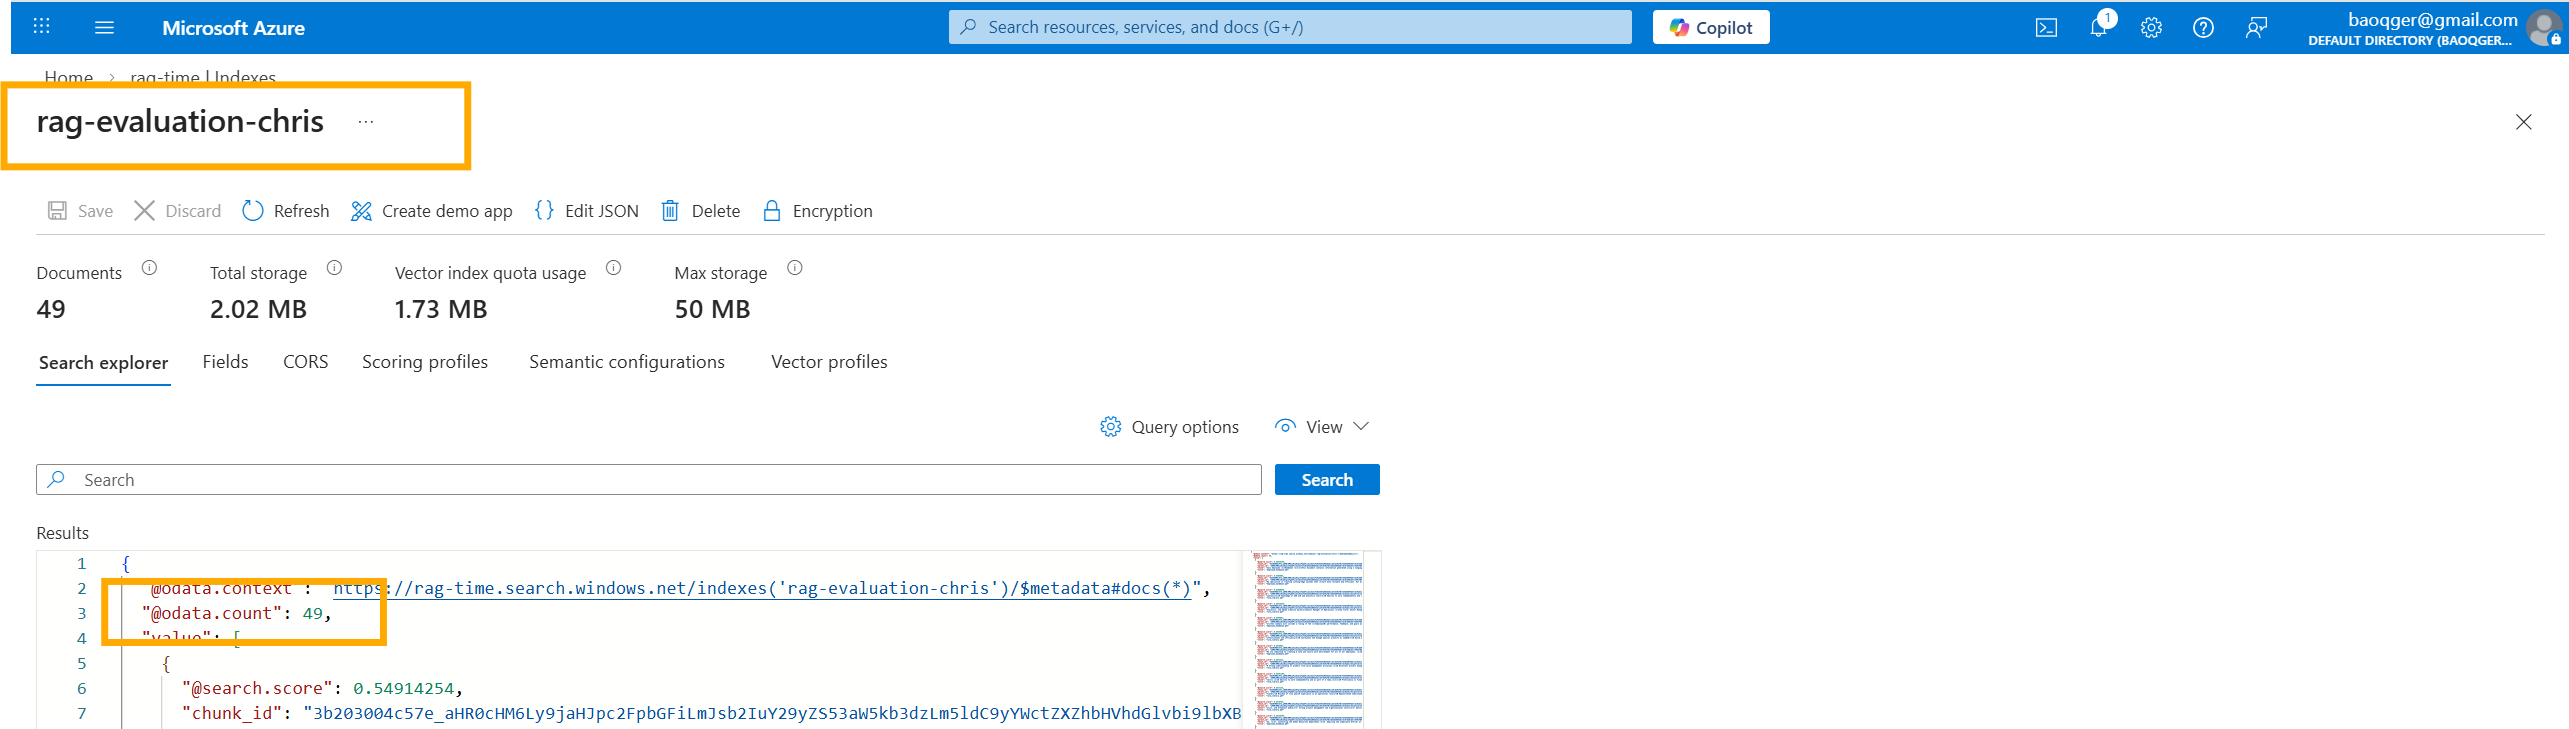 Microsoft Azure
Search resources, services, and docs (G+/)
Copilot
1
baoqger@gmail.com
DEFAULT DIRECTORY (BAOQGER...
Home > rag-time | Indexes
rag-evaluation-chris ...
Save Discard Refresh Create demo app Edit JSON Delete Encryption
Documents Total storage Vector index quota usage Max storage
49 2.02 MB 1.73 MB 50 MB
Search explorer Fields CORS Scoring profiles Semantic configurations Vector profiles
Query options View
Search Search
Results
1 {
2 "@odata.context": "https://rag-time.search.windows.net/indexes('rag-evaluation-chris')/$metadata#docs(*)",
3 "@odata.count": 49,
4 "value": [
5 {
6 "@search.score": 0.54914254,
7 "chunk_id": "3b203004c57e_aHR0cHM6Ly9jaHJpc2FpbGFiLmJsb2IuY29yZS53aW5kb3dzLm5ldC9yYWctZXZhbHVhdGlvbi9lbXB